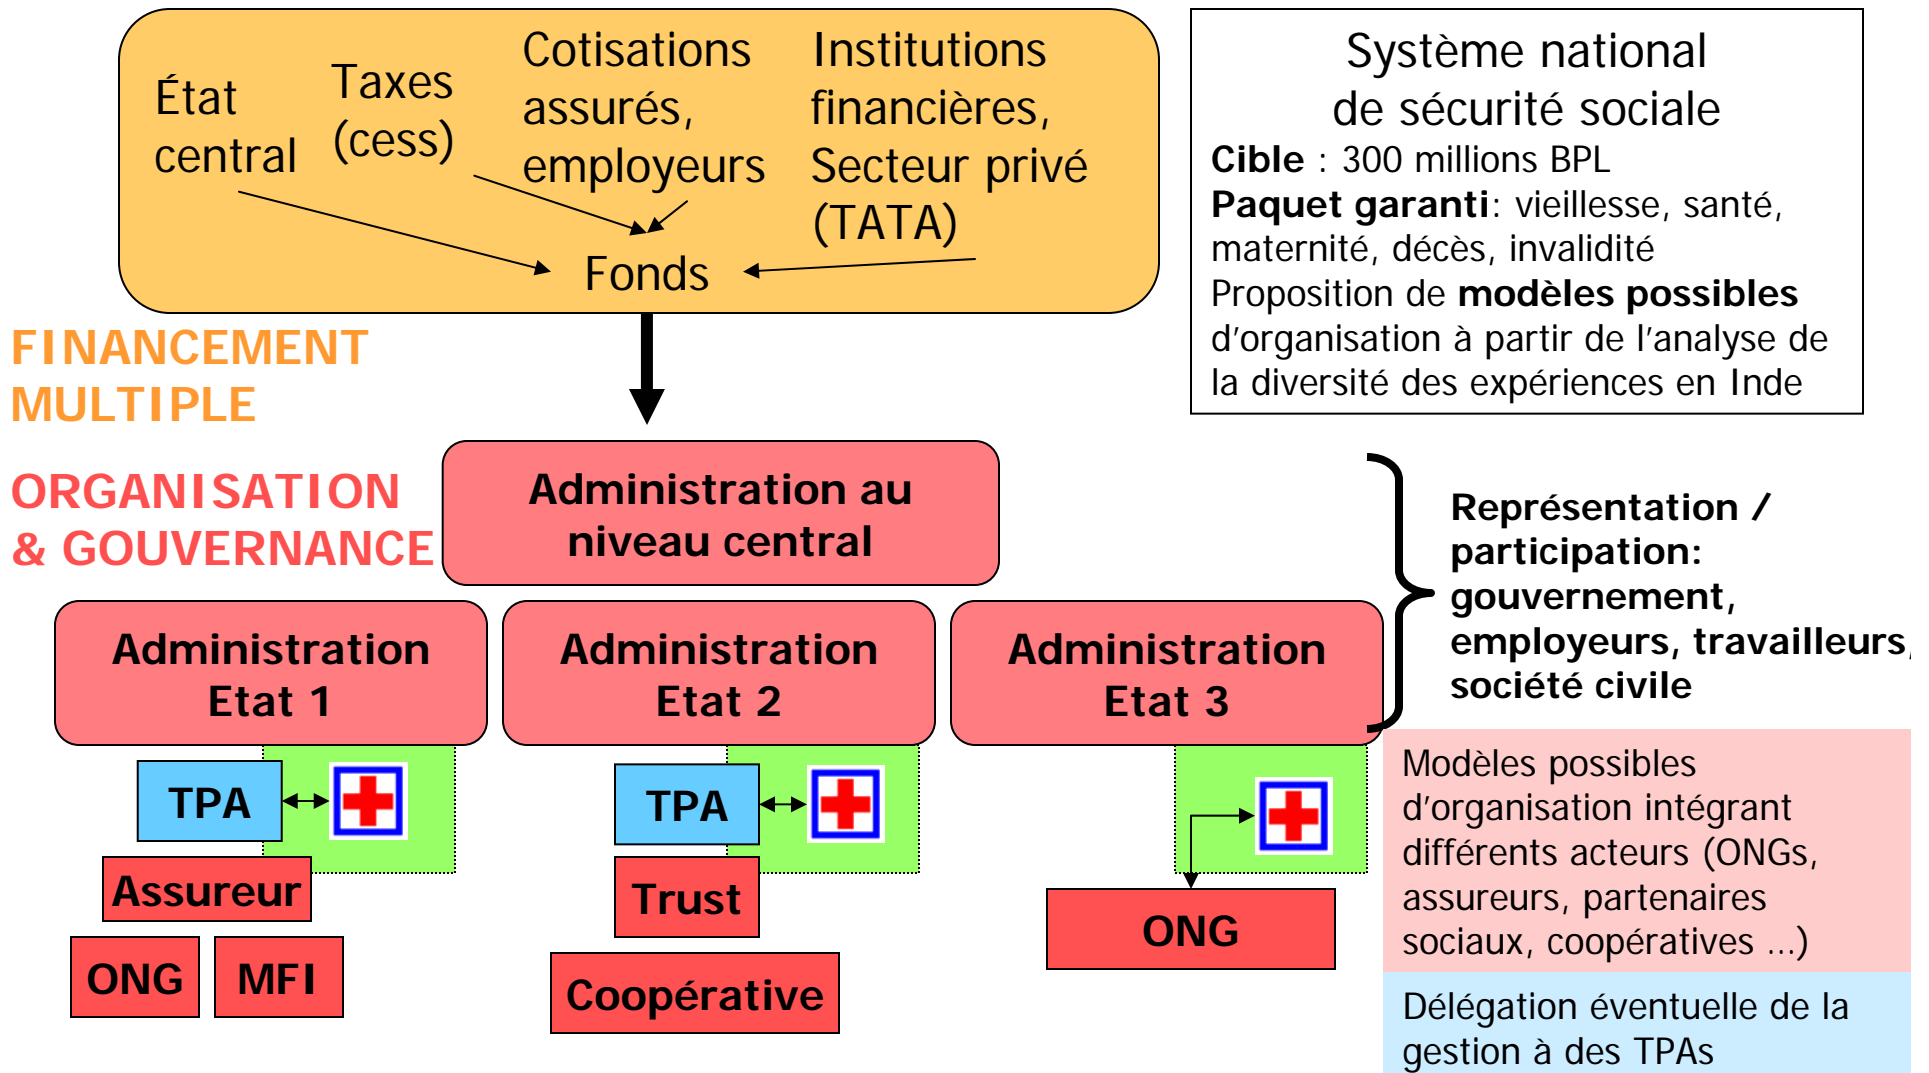 État
central
Taxes
(cess)
Cotisations
assurés,
employeurs
Institutions
financières,
Secteur privé
(TATA)
Fonds
Système national
de sécurité sociale
Cible : 300 millions BPL
Paquet garanti: vieillesse, santé,
maternité, décès, invalidité
Proposition de modèles possibles
d'organisation à partir de l'analyse de
la diversité des expériences en Inde
FINANCEMENT
MULTIPLE
ORGANISATION
& GOUVERNANCE
Administration au
niveau central
Représentation /
participation:
gouvernement,
employeurs, travailleurs,
société civile
Administration
Etat 1
Administration
Etat 2
Administration
Etat 3
TPA
Assureur
ONG
MFI
TPA
Trust
Coopérative
ONG
Modèles possibles
d'organisation intégrant
différents acteurs (ONGs,
assureurs, partenaires
sociaux, coopératives ...)
Délégation éventuelle de la
gestion à des TPAs